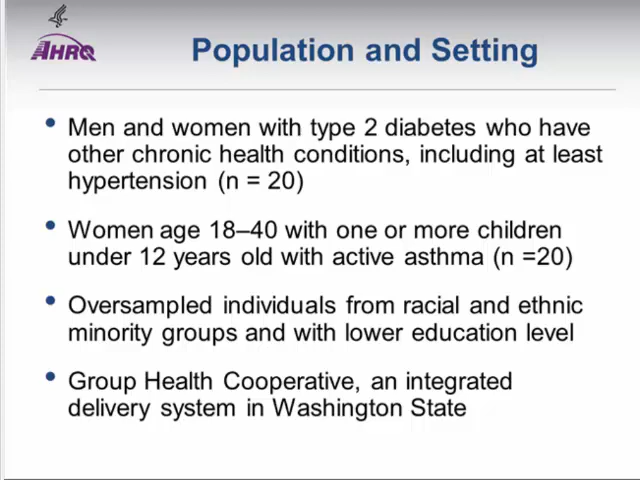 AHRQ
Population and Setting
• Men and women with type 2 diabetes who have
other chronic health conditions, including at least
hypertension (n = 20)
• Women age 18–40 with one or more children
under 12 years old with active asthma (n =20)
• Oversampled individuals from racial and ethnic
minority groups and with lower education level
• Group Health Cooperative, an integrated
delivery system in Washington State